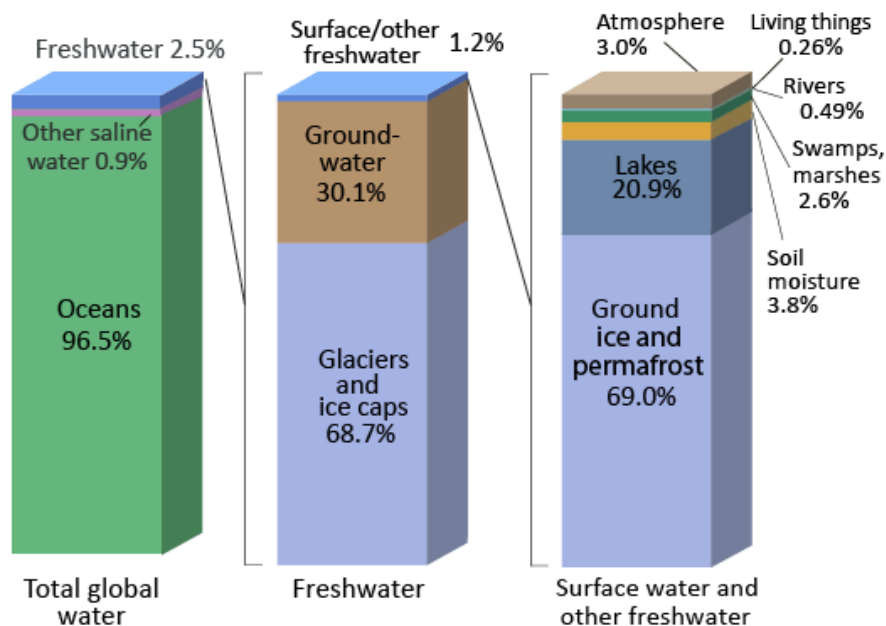 Freshwater 2.5%
Other saline
water 0.9%
Oceans
96.5%
Total global
water
Surface/other
freshwater
1.2%
Ground-
water
30.1%
Glaciers
and
ice caps
68.7%
Freshwater
Atmosphere
3.0%
Living things
0.26%
Rivers
0.49%
Swamps,
marshes
2.6%
Soil
moisture
3.8%
Lakes
20.9%
Ground
ice and
permafrost
69.0%
Surface water and
other freshwater